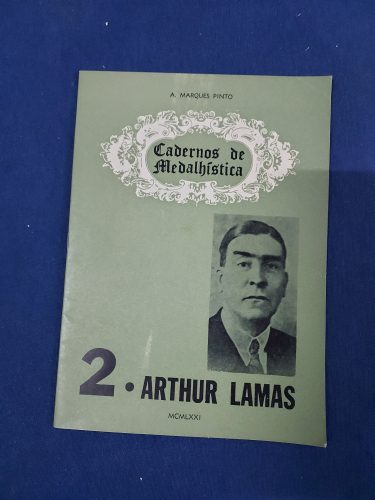 A. MARQUES PINTO
Cadernos de
Medalhística
2. ARTHUR LAMAS
MCMLXXI